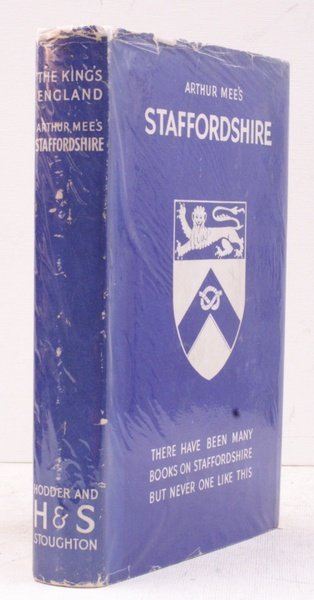 THE KING'S
ENGLAND
ARTHUR MEE'S
STAFFORDSHIRE
HODDER AND
H & S
STOUGHTON
ARTHUR MEE'S
STAFFORDSHIRE
THERE HAVE BEEN MANY
BOOKS ON STAFFORDSHIRE
BUT NEVER ONE LIKE THIS